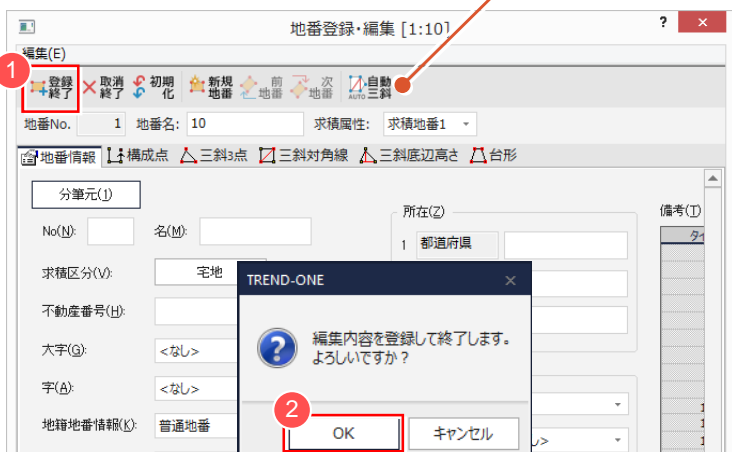 地番登録・編集 [1:10]
? ×
編集(E)
1
登録終了 取消終了 初期化 新規地番 前地番 次地番 AUTO 自動三斜
地番No. 1 地番名: 10 求積属性: 求積地番1
地番情報 構成点 三斜3点 三斜対角線 三斜底辺高さ 台形
分筆元(1)
所在(Z)
備考(T)
No(N): 名(M):
1 都道府県
求積区分(V): 宅地
TREND-ONE ×
不動産番号(H):
編集内容を登録して終了します。
よろしいですか？
大字(G): <なし>
字(A): <なし>
2
地籍地番情報(K): 普通地番
OK キャンセル